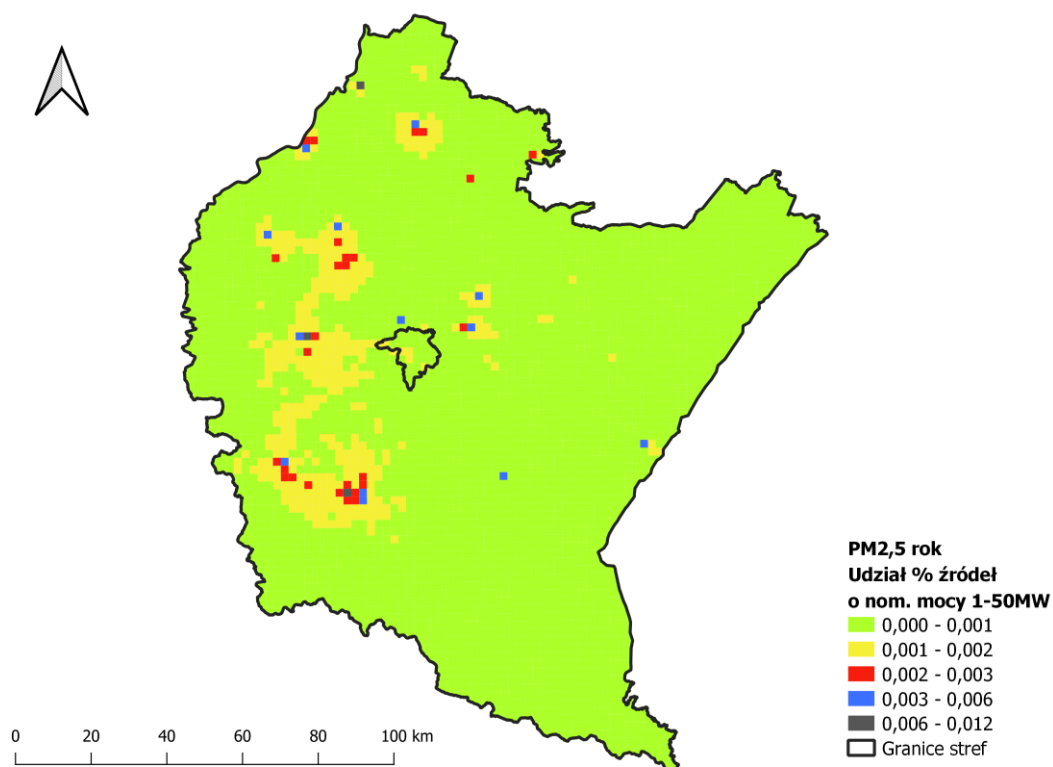 PM2,5 rok
Udział % źródeł
o nom. mocy 1-50MW
0,000 - 0,001
0,001 - 0,002
0,002 - 0,003
0,003 - 0,006
0,006 - 0,012
Granice stref
0 20 40 60 80 100 km